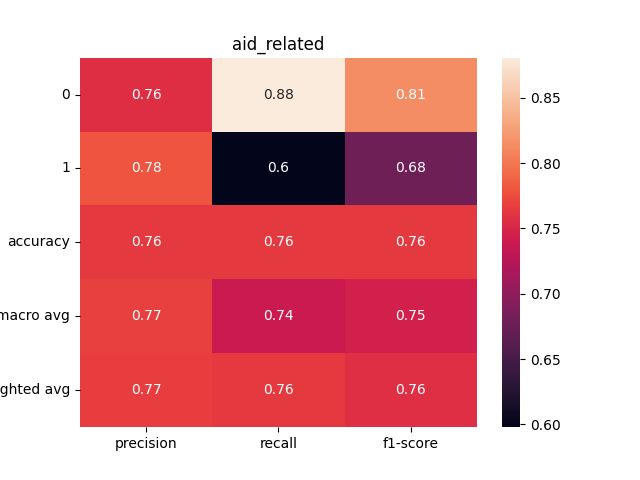 aid_related
0 0.76 0.88 0.81 0.85
1 0.78 0.6 0.68 0.80
accuracy 0.76 0.76 0.76 0.75
macro avg 0.77 0.74 0.75 0.70
ghted avg 0.77 0.76 0.76 0.65
0.60
precision recall f1-score